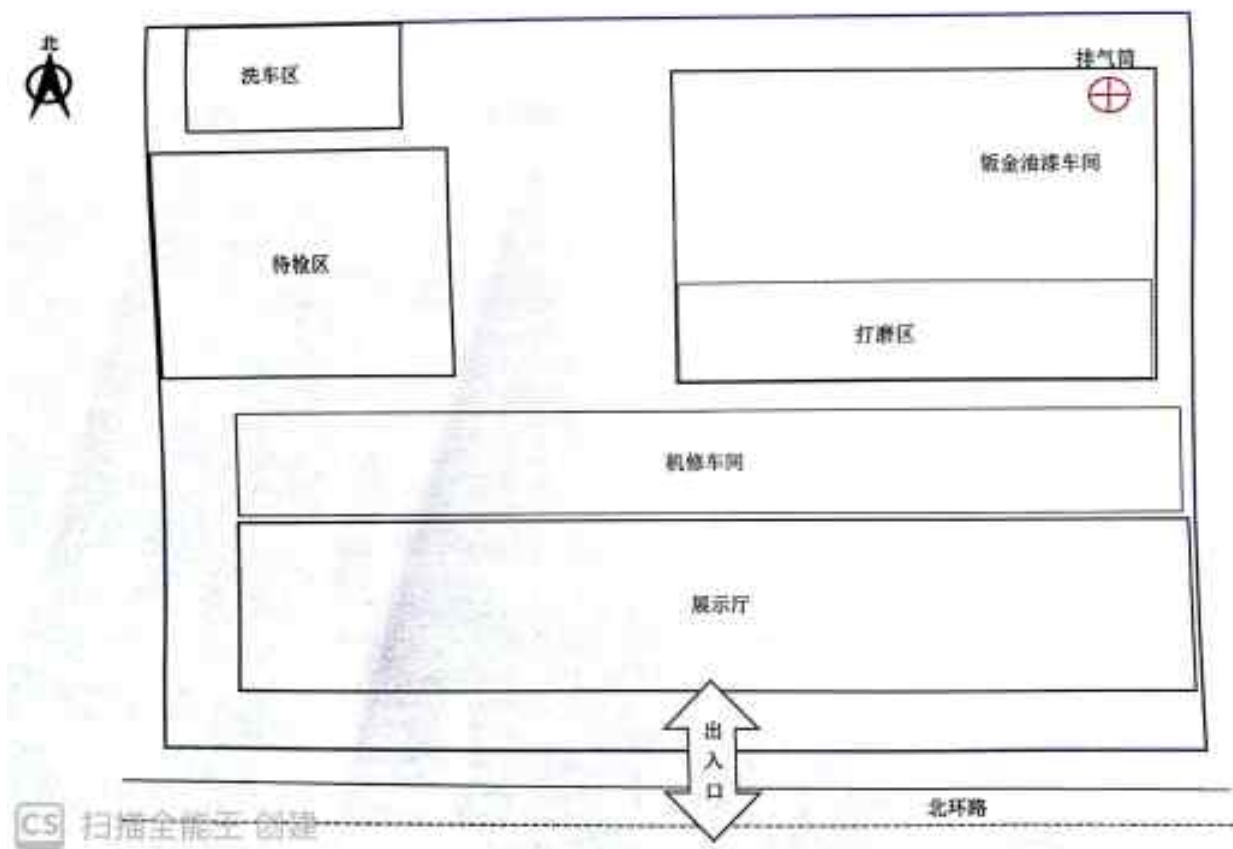 北
洗车区
排气筒
钣金油漆车间
待检区
打磨区
机修车间
展示厅
出入口
北环路
CS 扫描全能王 创建